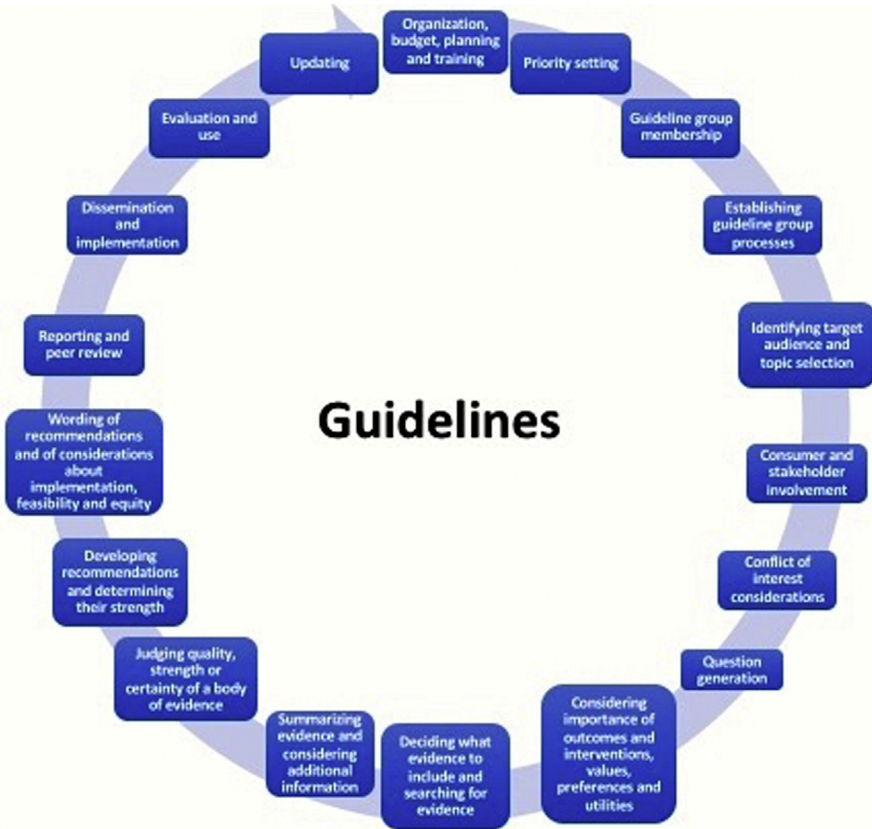 Organization,
budget, planning
and training
Priority setting
Guideline group
membership
Establishing
guideline group
processes
Identifying target
audience and
topic selection
Consumer and
stakeholder
involvement
Conflict of
interest
considerations
Question
generation
Considering
importance of
outcomes and
interventions,
values,
preferences and
utilities
Deciding what
evidence to
include and
searching for
evidence
Summarizing
evidence and
considering
additional
information
Judging quality,
strength or
certainty of a body
of evidence
Developing
recommendations
and determining
their strength
Wording of
recommendations
and of considerations
about
implementation,
feasibility and equity
Reporting and
peer review
Dissemination
and
implementation
Evaluation and
use
Updating
Guidelines